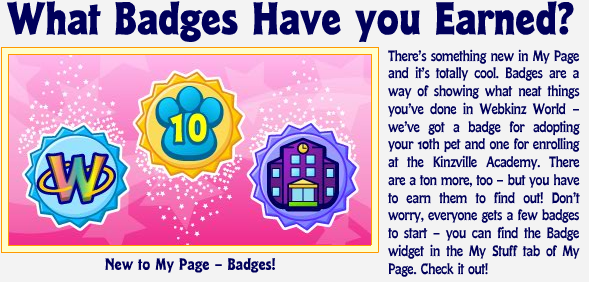 What Badges Have you Earned?
W
10
New to My Page – Badges!
There's something new in My Page
and it's totally cool. Badges are a
way of showing what neat things
you've done in Webkinz World –
we've got a badge for adopting
your 10th pet and one for enrolling
at the Kinzville Academy. There
are a ton more, too – but you have
to earn them to find out! Don't
worry, everyone gets a few badges
to start – you can find the Badge
widget in the My Stuff tab of My
Page. Check it out!